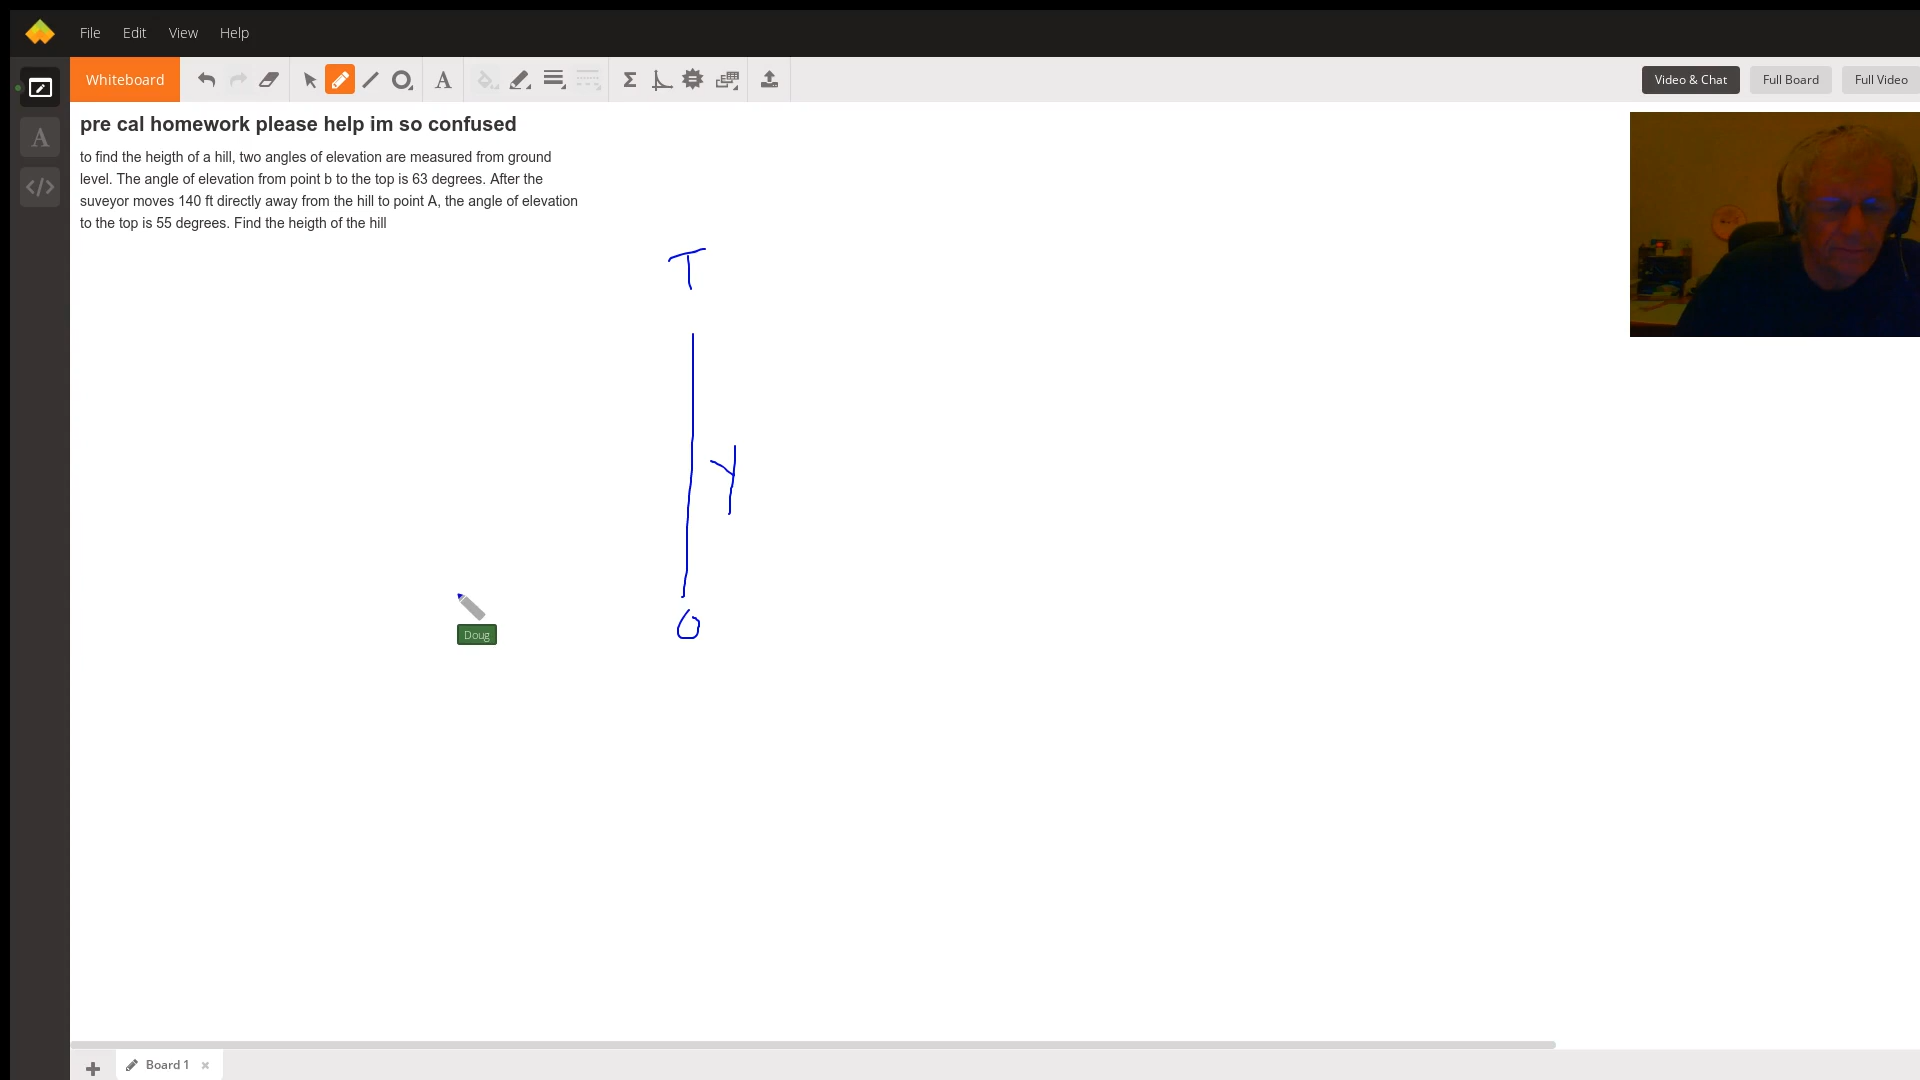 File Edit View Help
Whiteboard A Σ Video & Chat Full Board Full Video
A
</>
pre cal homework please help im so confused
to find the heigth of a hill, two angles of elevation are measured from ground
level. The angle of elevation from point b to the top is 63 degrees. After the
suveyor moves 140 ft directly away from the hill to point A, the angle of elevation
to the top is 55 degrees. Find the heigth of the hill
T
y
O
Doug
+ Board 1 ×